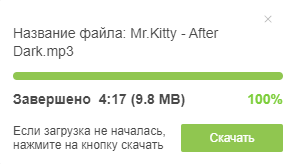 Название файла: Mr.Kitty - After
Dark.mp3
Завершено 4:17 (9.8 MB) 100%
Если загрузка не началась,
нажмите на кнопку скачать
Скачать